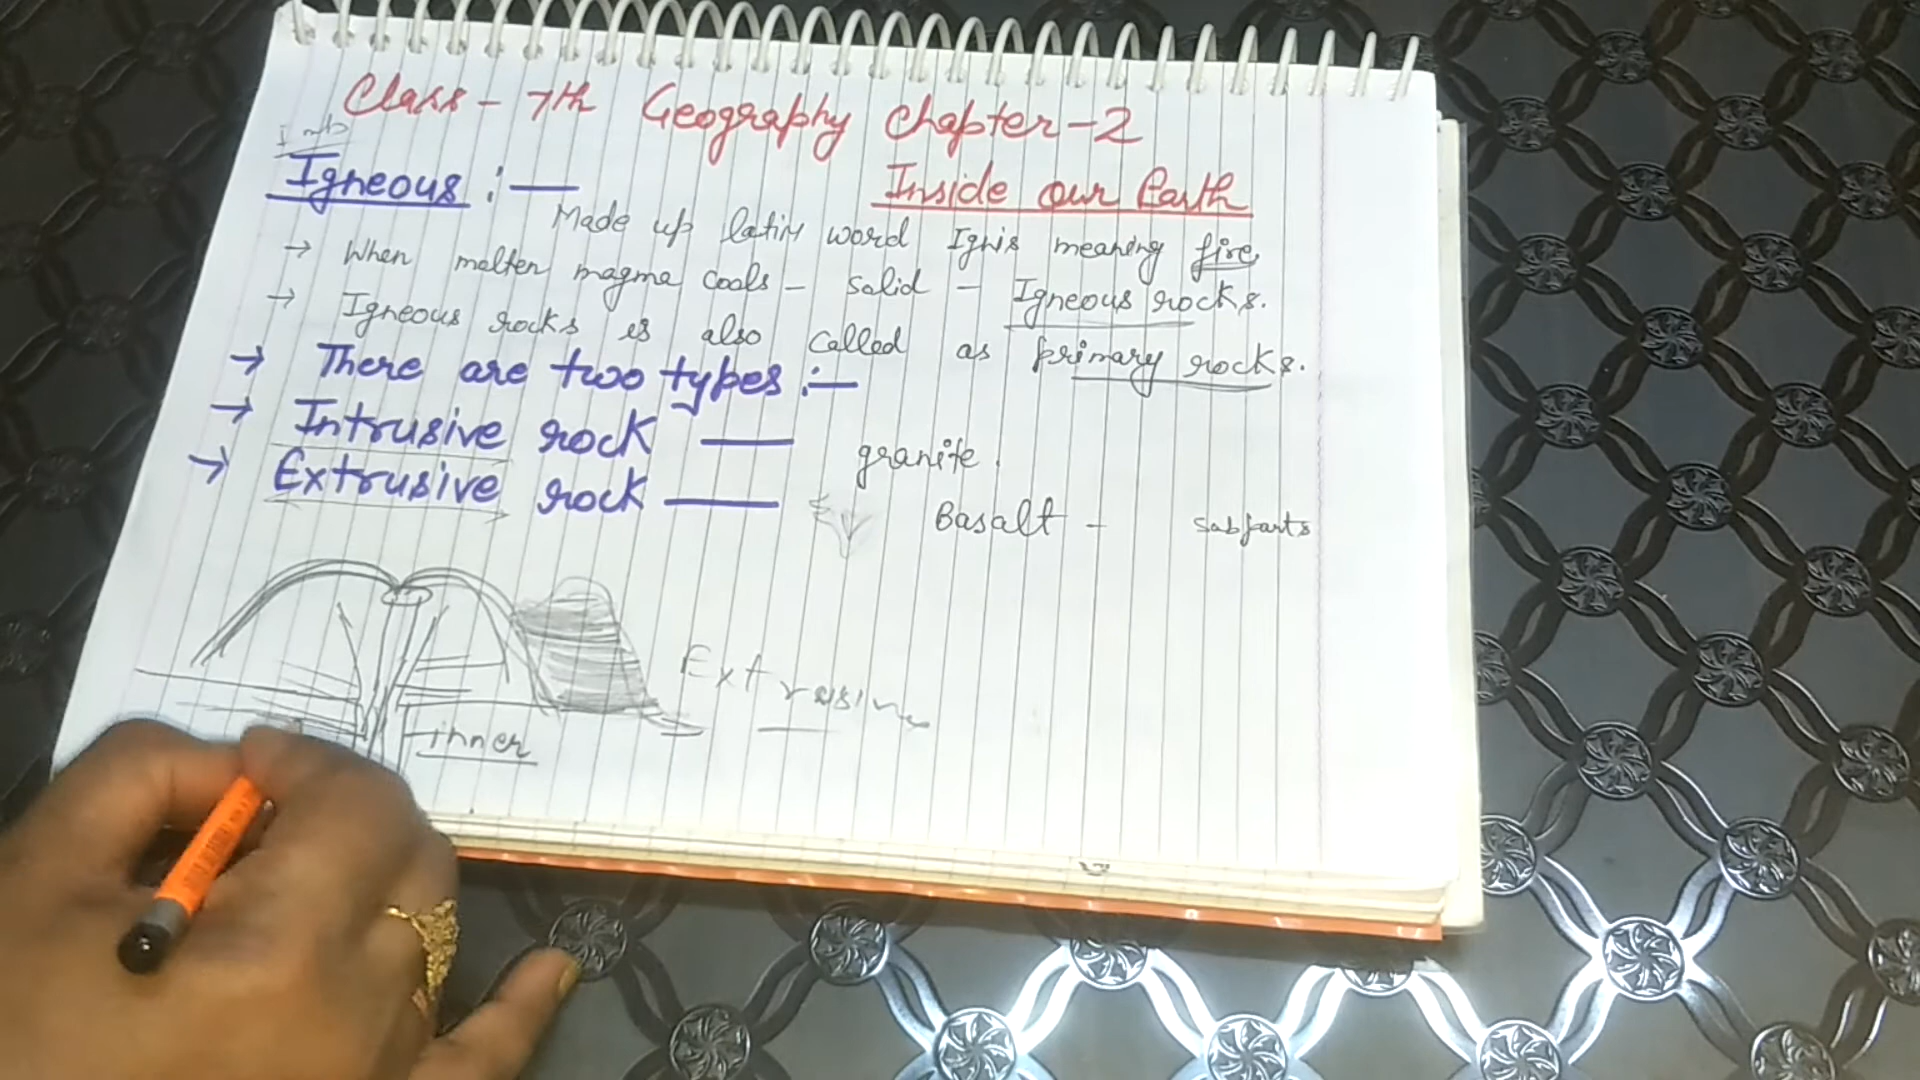 Class - 7th Geography Chapter-2
Inside our Earth
Igneous :—
Made up latin word Ignis meaning fire
→ When molten magma cools - solid - Igneous rocks.
→ Igneous rocks is also called as primary rocks.
→ There are two types :—
→ Intrusive rock — granite.
→ Extrusive rock — Basalt -
Extrusive
inner